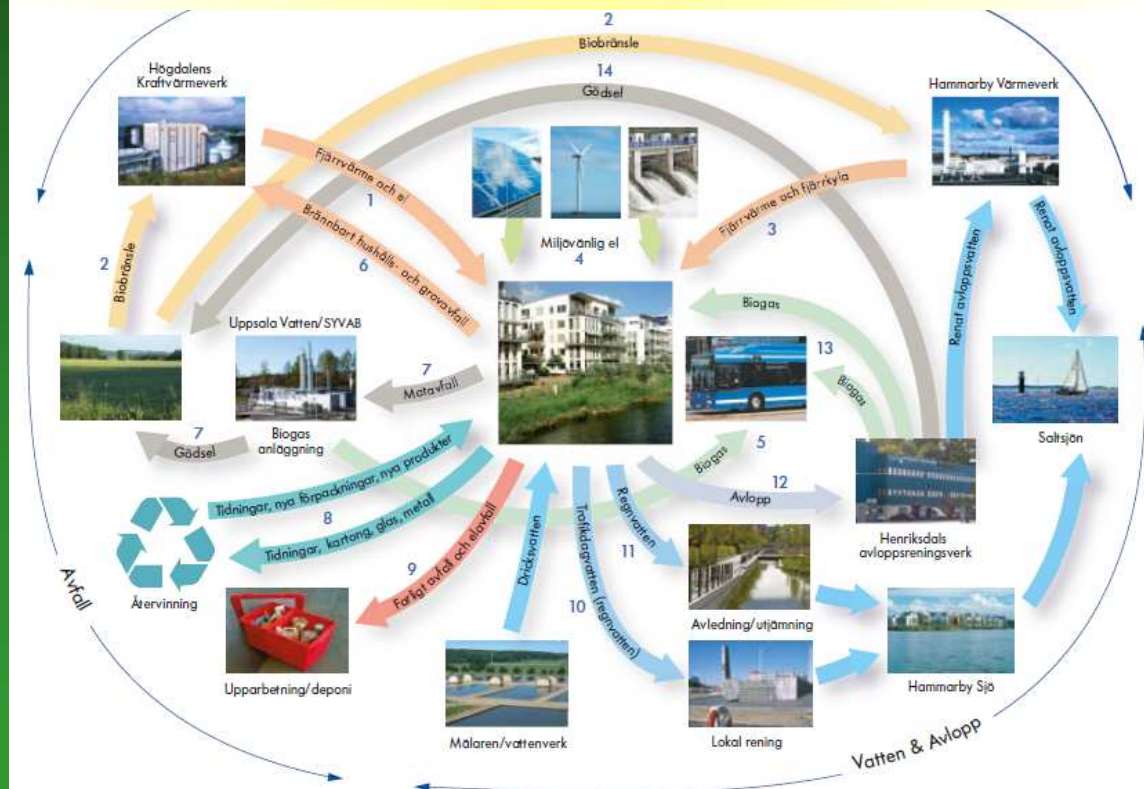 2
Biobränsle
14
Gödsel
Högdalens
Kraftvärmeverk
Hammarby Värmeverk
Fjärrvärme och el
1
Brännbart hushålls- och grovavfall
6
Miljövänlig el
4
Fjärrvärme och fjärrkyla
3
Renat avloppsvatten
Renat avloppsvatten
2
Biobränsle
Uppsala Vatten/SYVAB
Biogas
13
Biogas
7
Matavfall
Saltsjön
7
Gödsel
Biogas
anläggning
5
Biogas
12
Avlopp
Henriksdals
avloppsreningsverk
Tidningar, nya förpackningar, nya produkter
8
Tidningar, kartong, glas, metall
Återvinning
9
Farligt avfall och elavfall
Dricksvatten
10
Trafikdagvatten (regnvatten)
11
Regnvatten
Avledning/utjämning
Avfall
Upparbetning/deponi
Mälaren/vattenverk
Lokal rening
Hammarby Sjö
Vatten & Avlopp